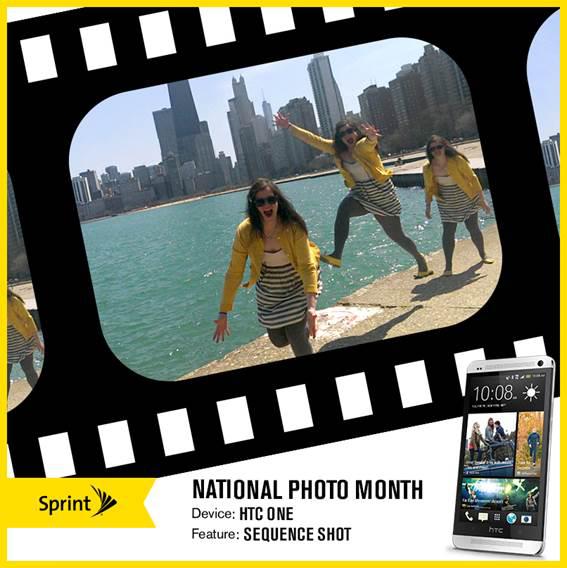 10:08
hTC
Sprint
NATIONAL PHOTO MONTH
Device: HTC ONE
Feature: SEQUENCE SHOT